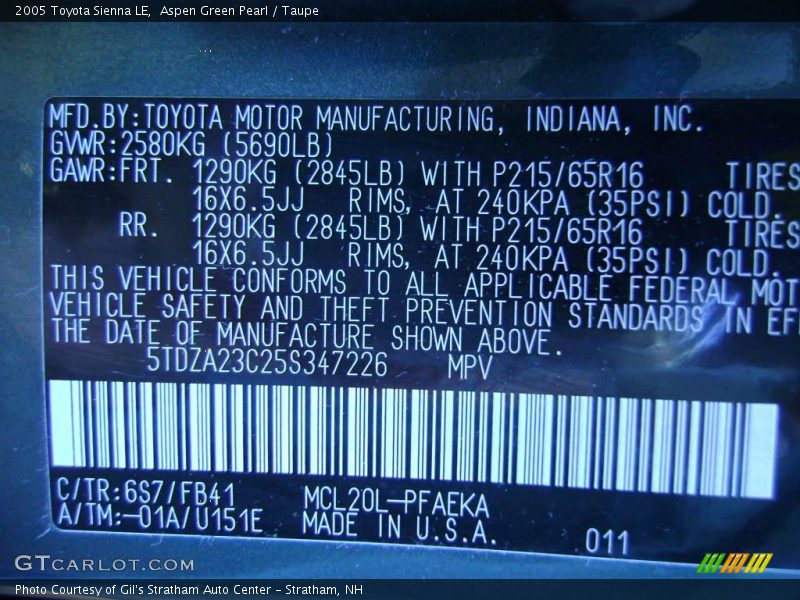 2005 Toyota Sienna LE,  Aspen Green Pearl / Taupe
MFD.BY:TOYOTA MOTOR MANUFACTURING, INDIANA, INC.
GVWR:2580KG (5690LB)
GAWR:FRT. 1290KG (2845LB) WITH P215/65R16 TIRES
16X6.5JJ RIMS, AT 240KPA (35PSI) COLD.
RR. 1290KG (2845LB) WITH P215/65R16 TIRES
16X6.5JJ RIMS, AT 240KPA (35PSI) COLD.
THIS VEHICLE CONFORMS TO ALL APPLICABLE FEDERAL MOT
VEHICLE SAFETY AND THEFT PREVENTION STANDARDS IN EF
THE DATE OF MANUFACTURE SHOWN ABOVE.
5TDZA23C25S347226 MPV
C/TR:6S7/FB41 MCL20L-PFAEKA
A/TM:-01A/U151E MADE IN U.S.A. 011
GTCARLOT.COM
Photo Courtesy of Gil's Stratham Auto Center - Stratham, NH